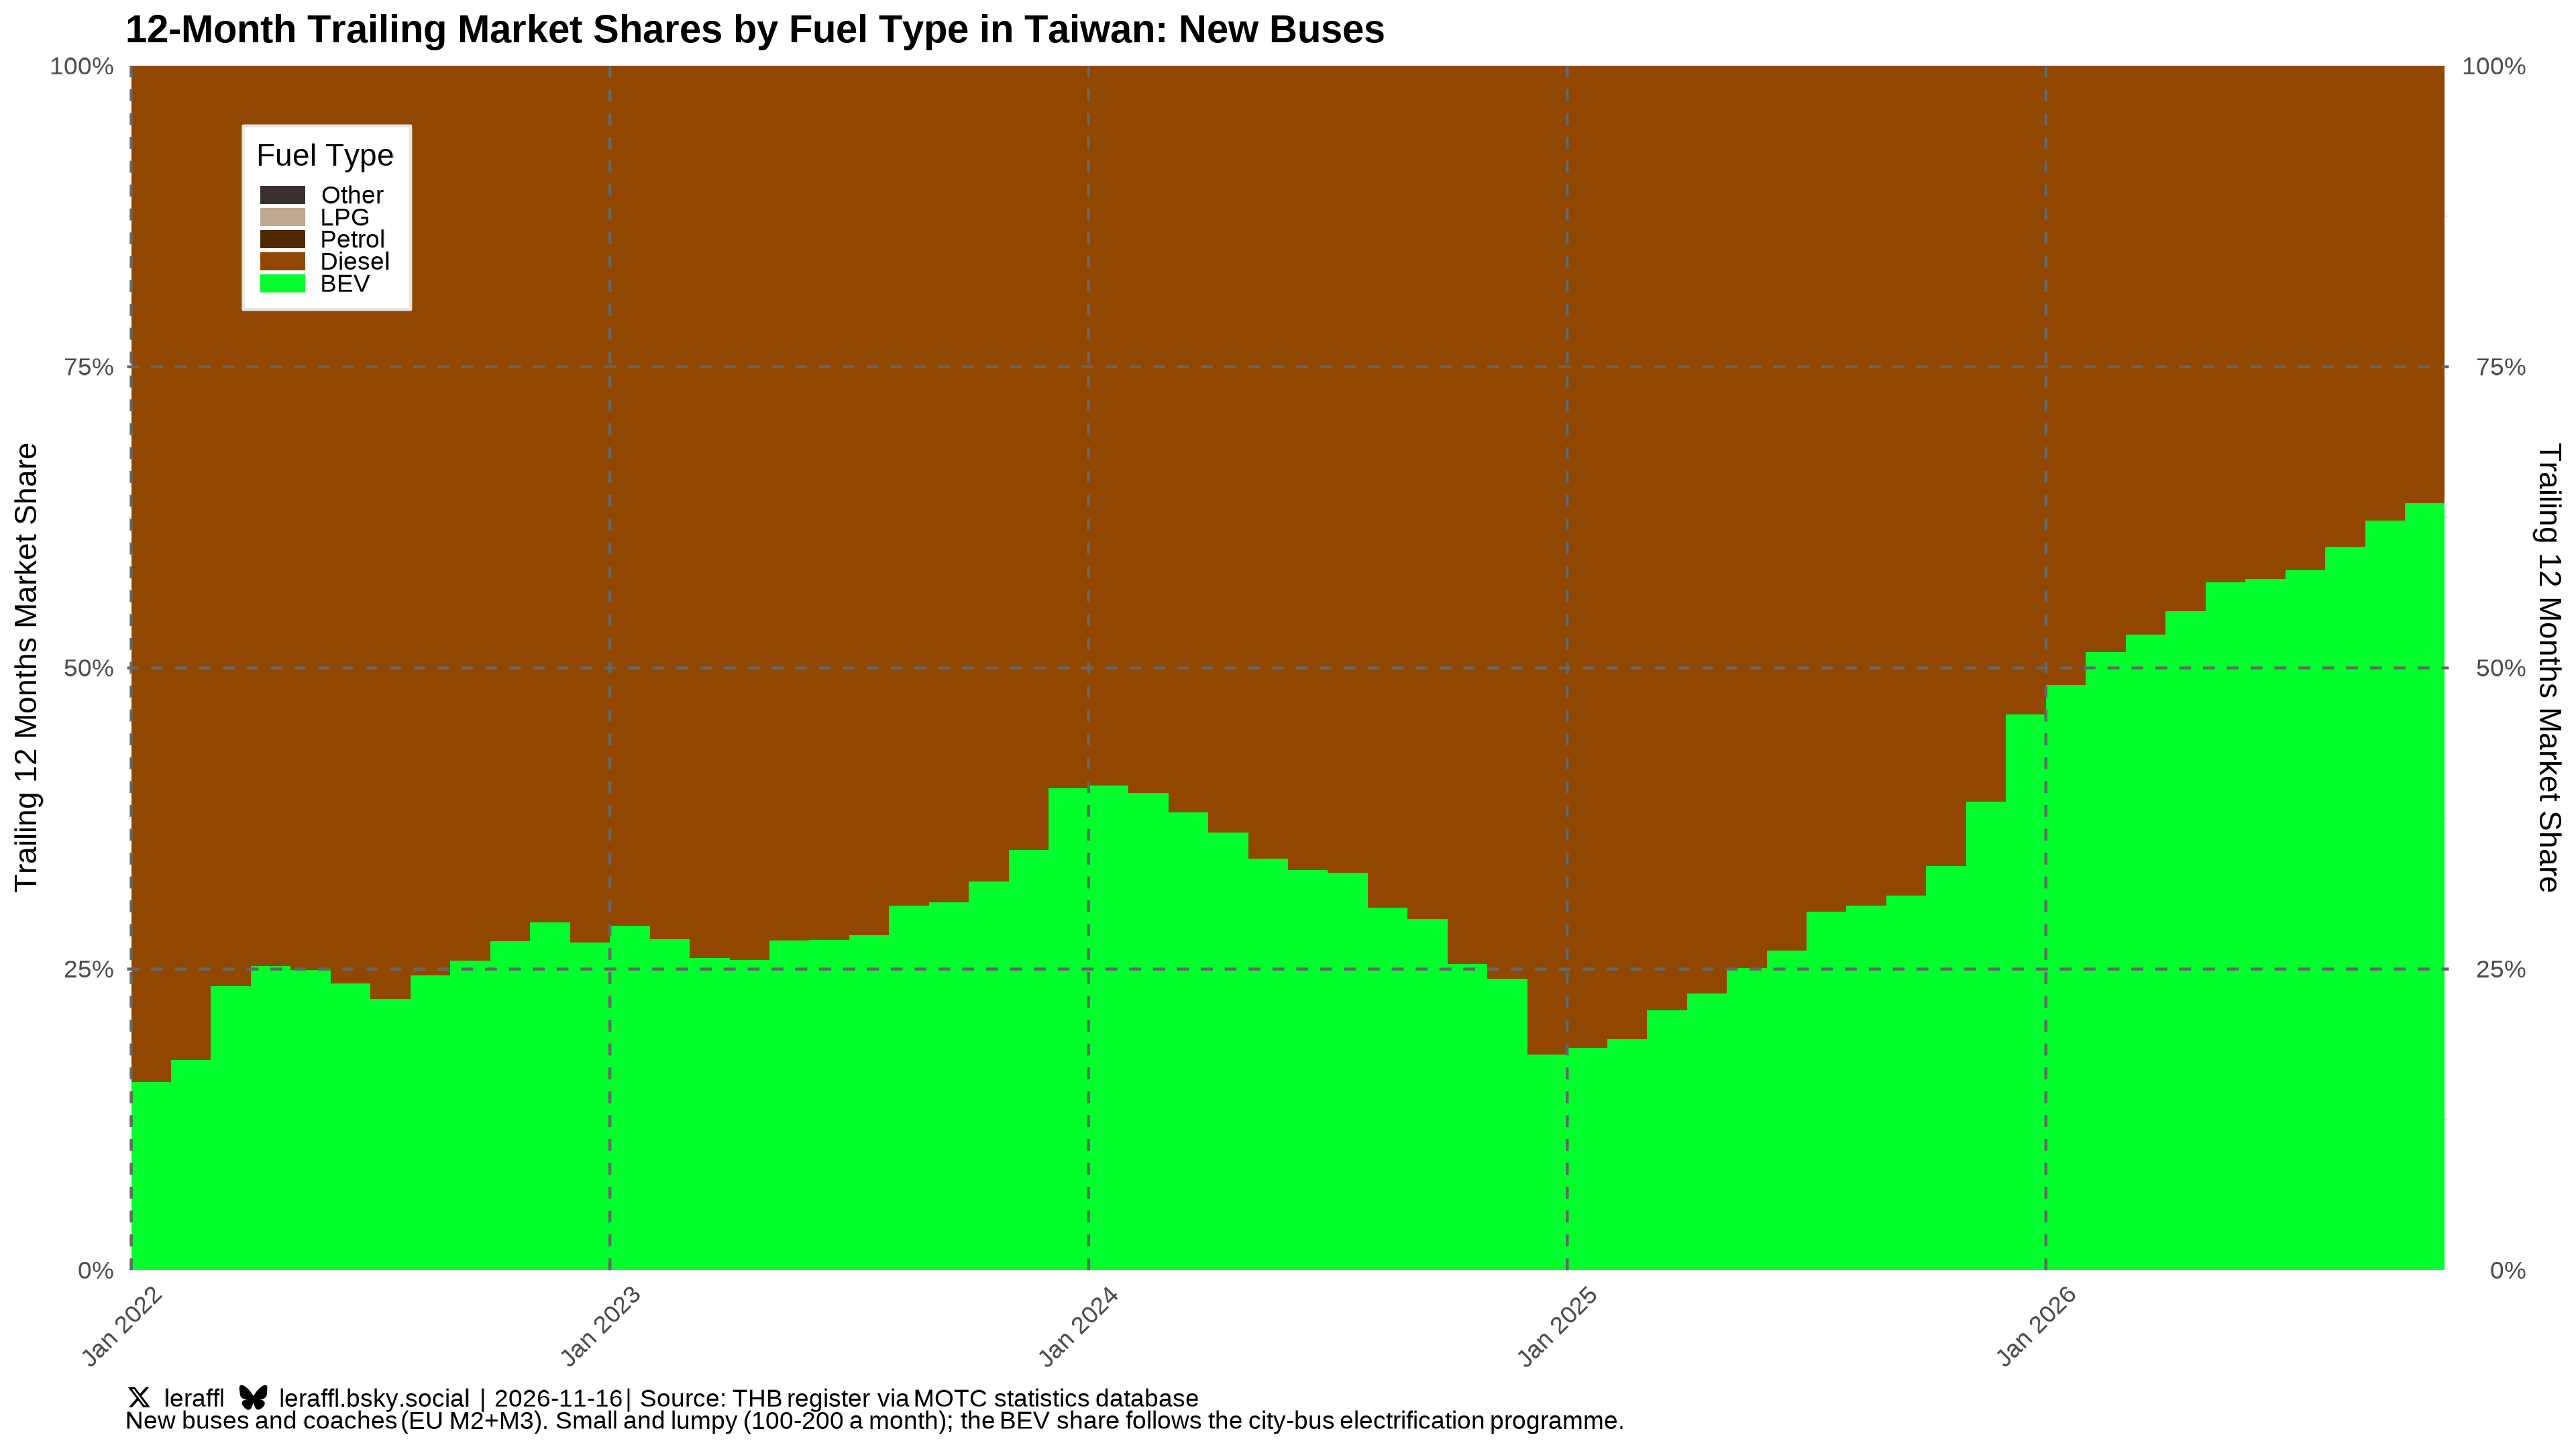 12-Month Trailing Market Shares by Fuel Type in Taiwan: New Buses
100%
100%
Fuel Type
Other
LPG
Petrol
Diesel
BEV
75%
75%
Trailing 12 Months Market Share
Trailing 12 Months Market Share
50%
50%
25%
25%
0%
0%
Jan 2022
Jan 2023
Jan 2024
Jan 2025
Jan 2026
leraffl leraffl.bsky.social | 2026-11-16| Source: THB register via MOTC statistics database
New buses and coaches (EU M2+M3). Small and lumpy (100-200 a month); the BEV share follows the city-bus electrification programme.